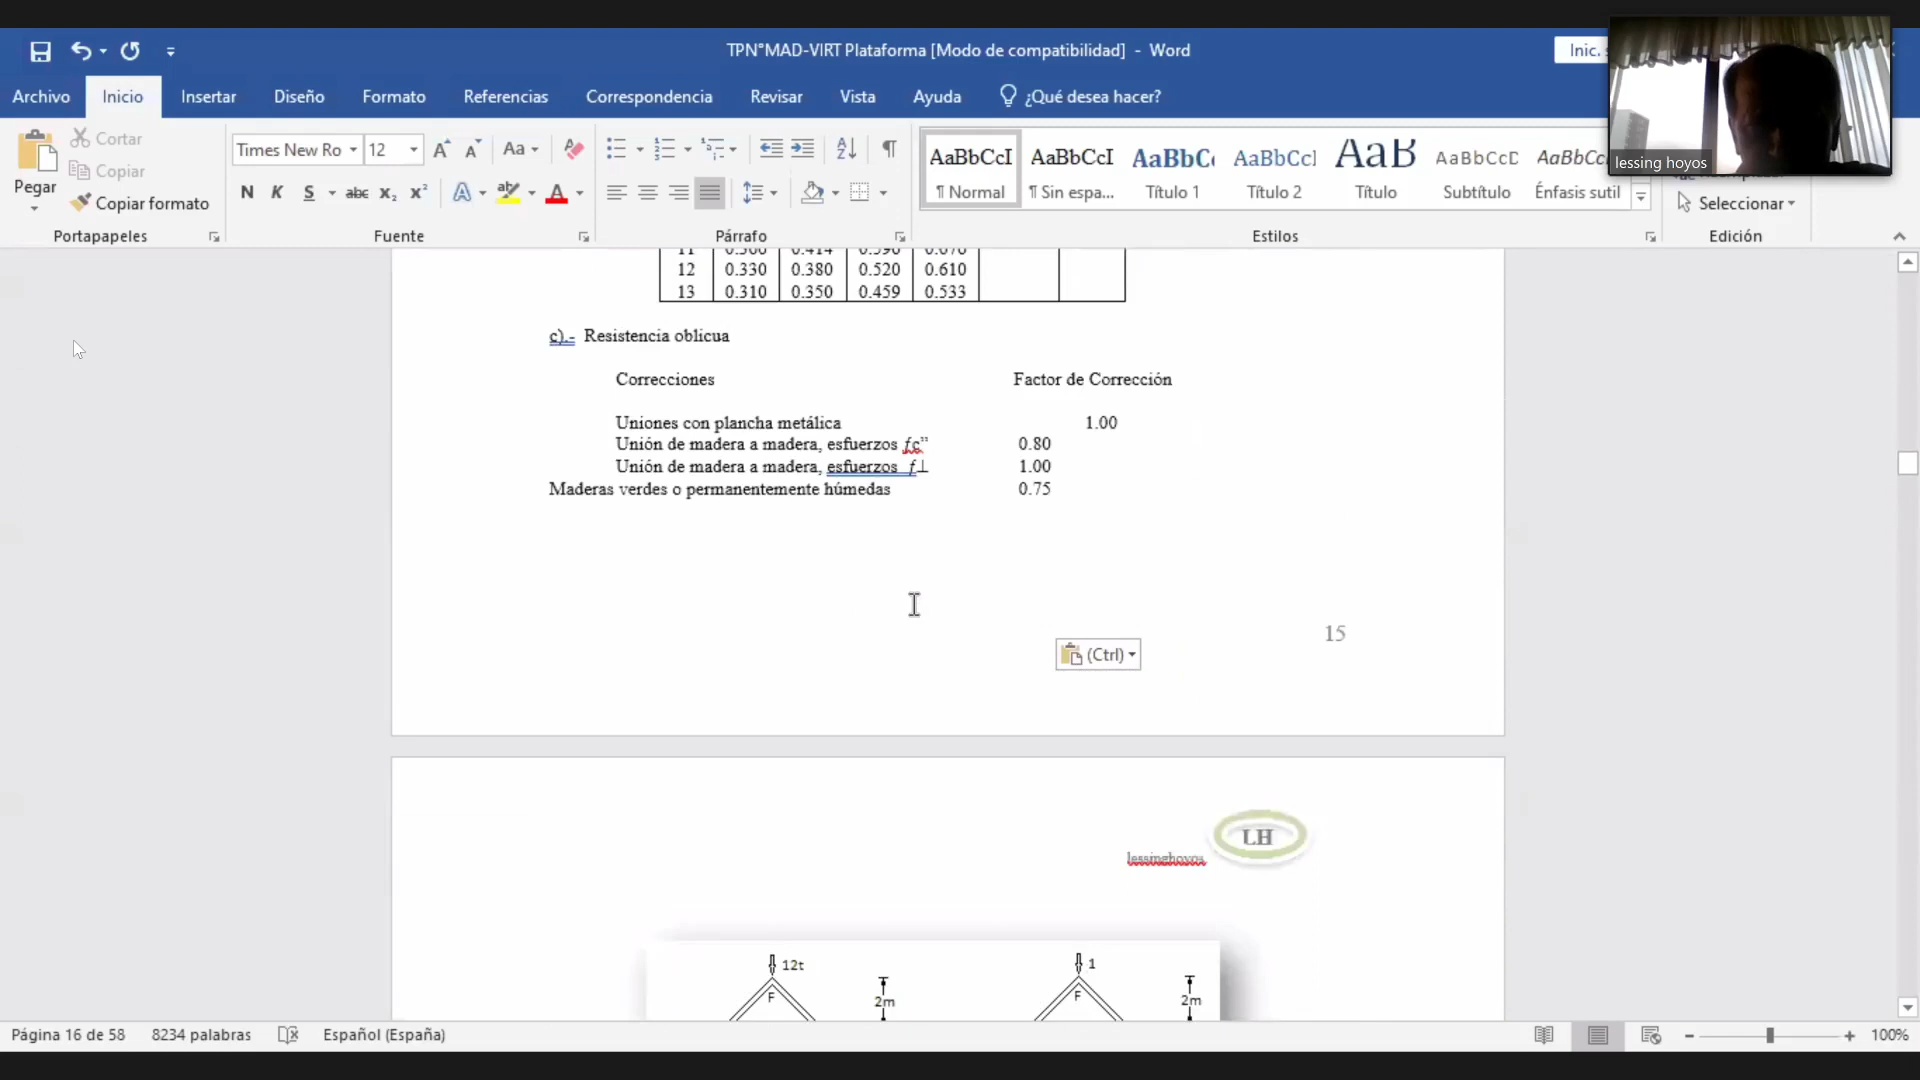 TPN°MAD-VIRT Plataforma [Modo de compatibilidad] - Word
Inic.
Archivo Inicio Insertar Diseño Formato Referencias Correspondencia Revisar Vista Ayuda ¿Qué desea hacer?
lessing hoyos
Pegar
Cortar
Copiar
Copiar formato
Portapapeles
Times New Ro 12
Aa
N K S abc x₂ x²
Fuente
Párrafo
AaBbCcI AaBbCcI AaBbC AaBbCcI AaB AaBbCcD AaBbCc
¶ Normal ¶ Sin espa... Título 1 Título 2 Título Subtítulo Énfasis sutil
Estilos
Seleccionar
Edición
12 0.330 0.380 0.520 0.610
13 0.310 0.350 0.459 0.533
c).- Resistencia oblicua
Correcciones Factor de Corrección
Uniones con plancha metálica 1.00
Unión de madera a madera, esfuerzos fc” 0.80
Unión de madera a madera, esfuerzos f⊥ 1.00
Maderas verdes o permanentemente húmedas 0.75
15
(Ctrl)
LH
lessinghoyos
12t 1
F 2m F 2m
Página 16 de 58 8234 palabras Español (España) 100%